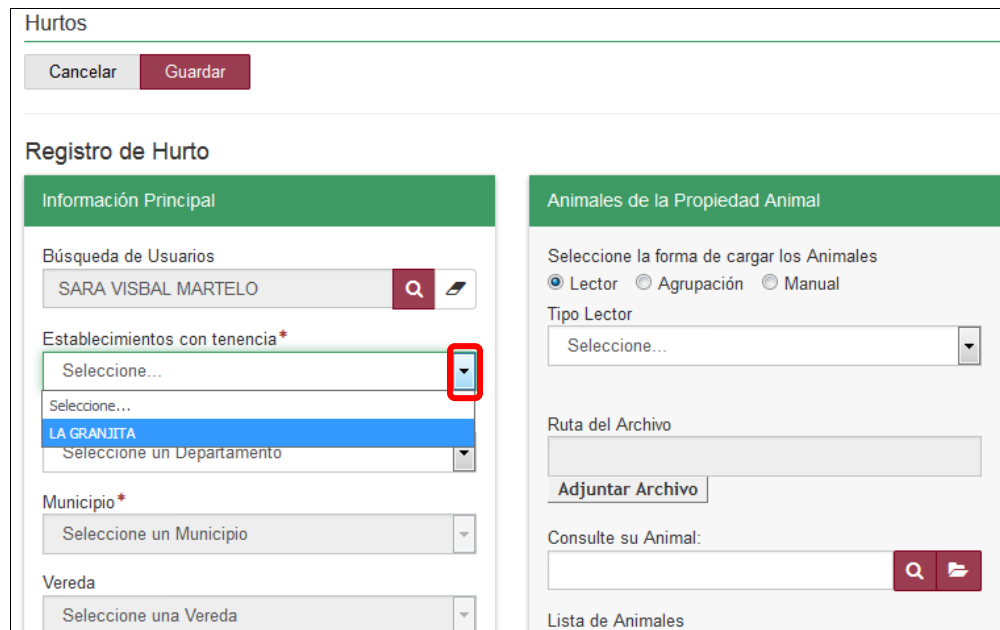 Hurtos
Cancelar
Guardar
Registro de Hurto
Información Principal
Búsqueda de Usuarios
SARA VISBAL MARTELO
Establecimientos con tenencia*
Seleccione...
Seleccione...
LA GRANJITA
Seleccione un Departamento
Municipio*
Seleccione un Municipio
Vereda
Seleccione una Vereda
Animales de la Propiedad Animal
Seleccione la forma de cargar los Animales
Lector Agrupación Manual
Tipo Lector
Seleccione...
Ruta del Archivo
Adjuntar Archivo
Consulte su Animal:
Lista de Animales